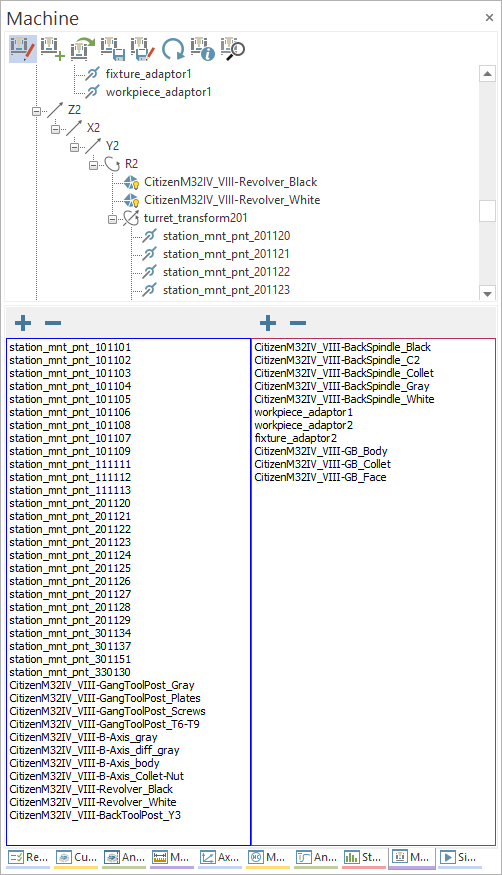 Machine
fixture_adaptor1
workpiece_adaptor1
Z2
X2
Y2
R2
CitizenM32IV_VIII-Revolver_Black
CitizenM32IV_VIII-Revolver_White
turret_transform201
station_mnt_pnt_201120
station_mnt_pnt_201121
station_mnt_pnt_201122
station_mnt_pnt_201123
station_mnt_pnt_101101
station_mnt_pnt_101102
station_mnt_pnt_101103
station_mnt_pnt_101104
station_mnt_pnt_101105
station_mnt_pnt_101106
station_mnt_pnt_101108
station_mnt_pnt_101107
station_mnt_pnt_101109
station_mnt_pnt_111111
station_mnt_pnt_111112
station_mnt_pnt_111113
station_mnt_pnt_201120
station_mnt_pnt_201121
station_mnt_pnt_201122
station_mnt_pnt_201123
station_mnt_pnt_201124
station_mnt_pnt_201125
station_mnt_pnt_201126
station_mnt_pnt_201127
station_mnt_pnt_201128
station_mnt_pnt_201129
station_mnt_pnt_301134
station_mnt_pnt_301137
station_mnt_pnt_301151
station_mnt_pnt_330130
CitizenM32IV_VIII-GangToolPost_Gray
CitizenM32IV_VIII-GangToolPost_Plates
CitizenM32IV_VIII-GangToolPost_Screws
CitizenM32IV_VIII-GangToolPost_T6-T9
CitizenM32IV_VIII-B-Axis_gray
CitizenM32IV_VIII-B-Axis_diff_gray
CitizenM32IV_VIII-B-Axis_body
CitizenM32IV_VIII-B-Axis_Collet-Nut
CitizenM32IV_VIII-Revolver_Black
CitizenM32IV_VIII-Revolver_White
CitizenM32IV_VIII-BackToolPost_Y3
CitizenM32IV_VIII-BackSpindle_Black
CitizenM32IV_VIII-BackSpindle_C2
CitizenM32IV_VIII-BackSpindle_Collet
CitizenM32IV_VIII-BackSpindle_Gray
CitizenM32IV_VIII-BackSpindle_White
workpiece_adaptor1
workpiece_adaptor2
fixture_adaptor2
CitizenM32IV_VIII-GB_Body
CitizenM32IV_VIII-GB_Collet
CitizenM32IV_VIII-GB_Face
Re... Cu... An... M... Ax... M... An... St... M... Si...